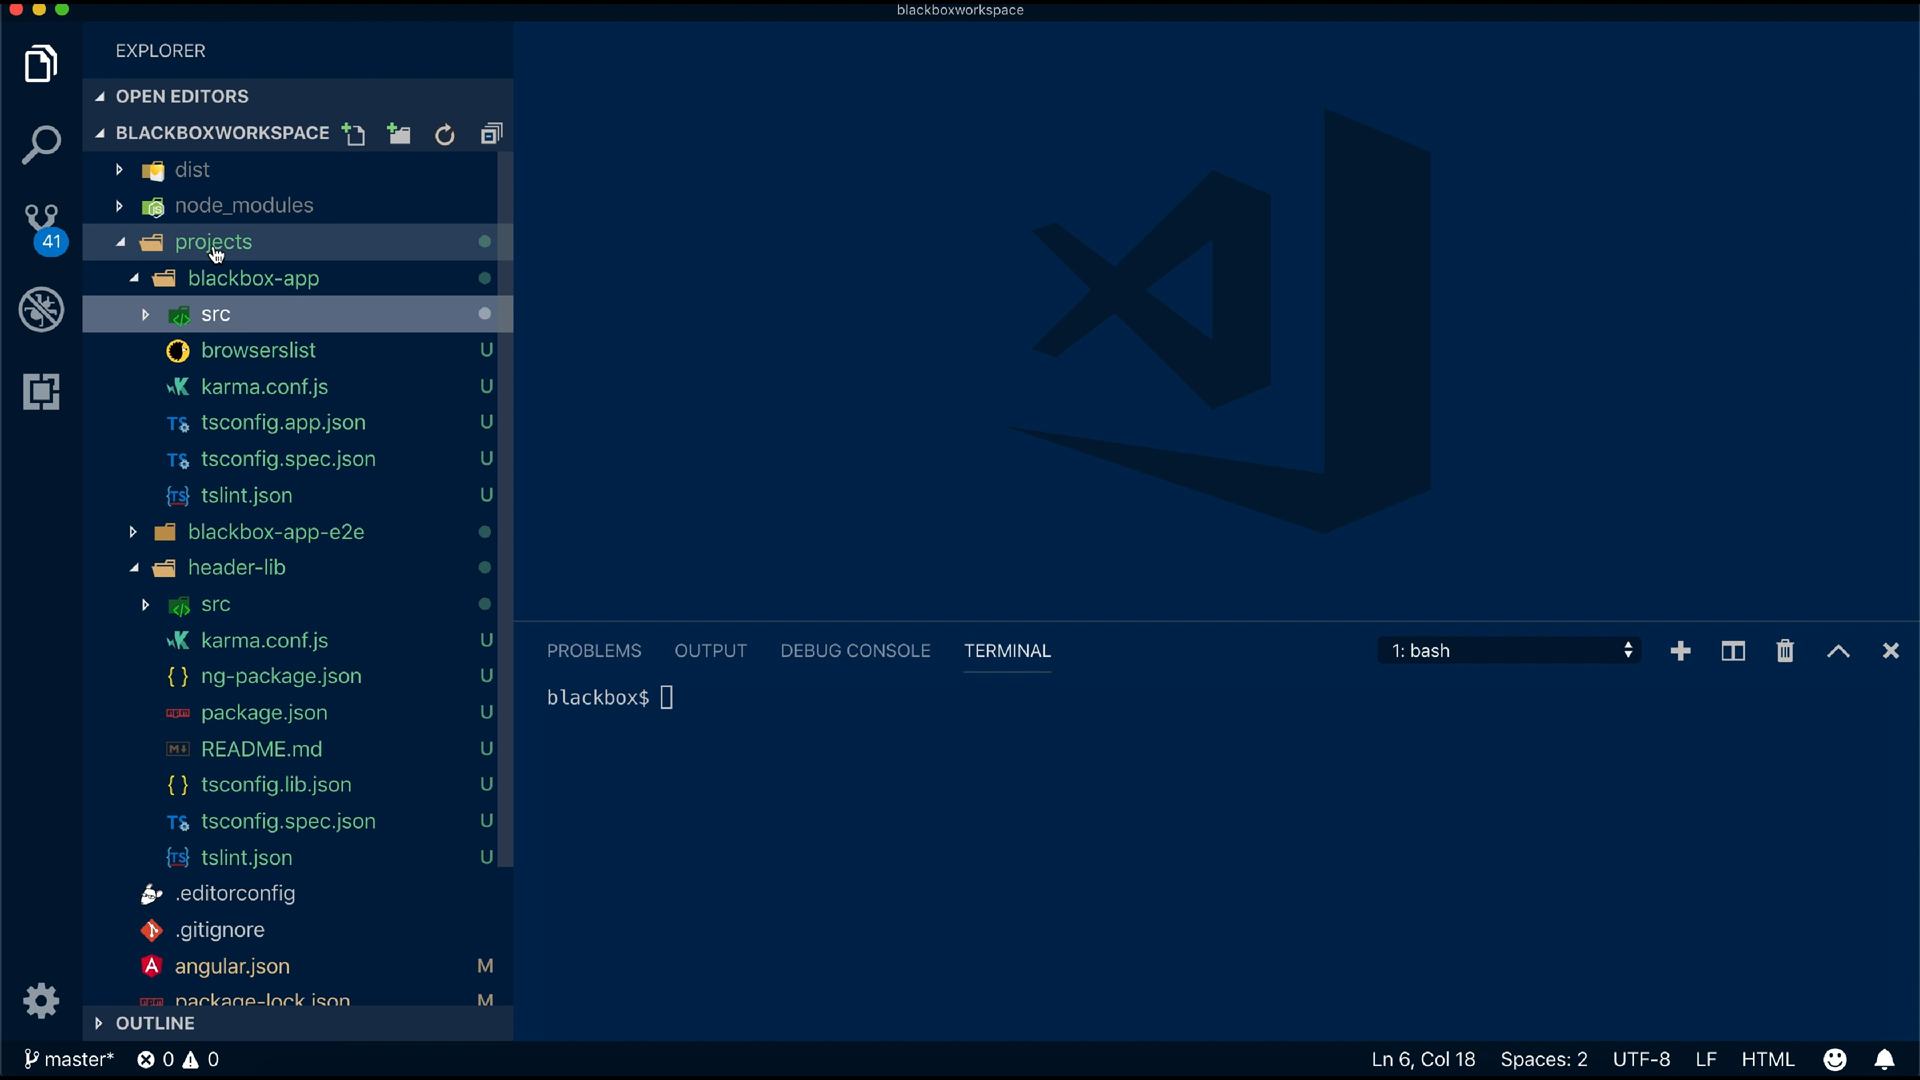 blackboxworkspace
EXPLORER
OPEN EDITORS
BLACKBOXWORKSPACE
dist
node_modules
41
projects
blackbox-app
src
browserslist U
karma.conf.js U
tsconfig.app.json U
tsconfig.spec.json U
tslint.json U
blackbox-app-e2e
header-lib
src
karma.conf.js U
ng-package.json U
package.json U
README.md U
tsconfig.lib.json U
tsconfig.spec.json U
tslint.json U
.editorconfig
.gitignore
angular.json M
package-lock.json M
OUTLINE
PROBLEMS OUTPUT DEBUG CONSOLE TERMINAL 1: bash
blackbox$
master* 0 0 Ln 6, Col 18 Spaces: 2 UTF-8 LF HTML